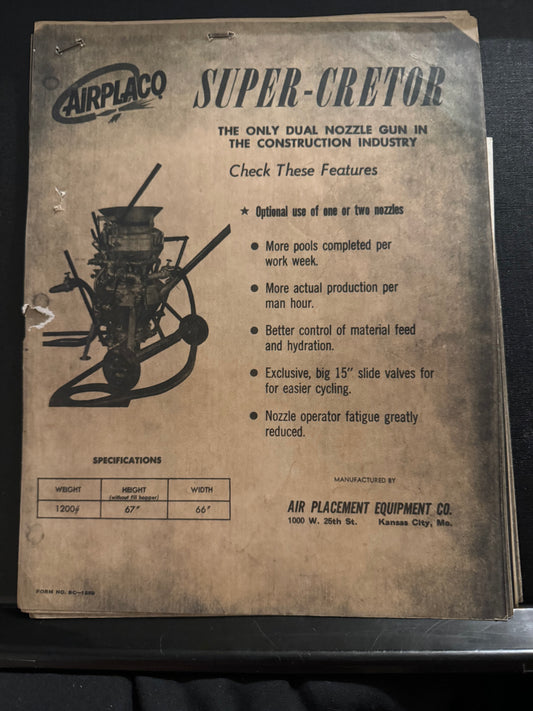 AIRPLACO
SUPER-CRETOR
THE ONLY DUAL NOZZLE GUN IN
THE CONSTRUCTION INDUSTRY
Check These Features
★ Optional use of one or two nozzles
● More pools completed per
work week.
● More actual production per
man hour.
● Better control of material feed
and hydration.
● Exclusive, big 15" slide valves for
for easier cycling.
● Nozzle operator fatigue greatly
reduced.
SPECIFICATIONS
WEIGHT HEIGHT WIDTH
(without fill hopper)
1200# 67" 66"
MANUFACTURED BY
AIR PLACEMENT EQUIPMENT CO.
1000 W. 25th St. Kansas City, Mo.
FORM NO.